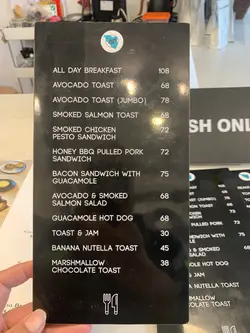 ALL DAY BREAKFAST 108
AVOCADO TOAST 68
AVOCADO TOAST (JUMBO) 78
SMOKED SALMON TOAST 68
SMOKED CHICKEN 72
PESTO SANDWICH
HONEY BBQ PULLED PORK 72
SANDWICH
BACON SANDWICH WITH 75
GUACAMOLE
AVOCADO & SMOKED 68
SALMON SALAD
GUACAMOLE HOT DOG 68
TOAST & JAM 30
BANANA NUTELLA TOAST 45
MARSHMALLOW 38
CHOCOLATE TOAST
SH ONL